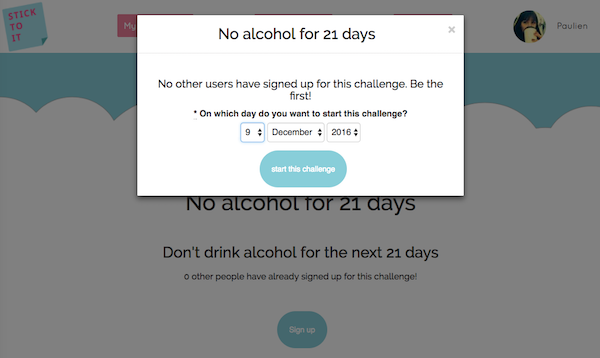 STICK
TO
IT
My
Paulien
No alcohol for 21 days
×
No other users have signed up for this challenge. Be the
first!
* On which day do you want to start this challenge?
9 December 2016
start this challenge
No alcohol for 21 days
Don't drink alcohol for the next 21 days
0 other people have already signed up for this challenge!
Sign up